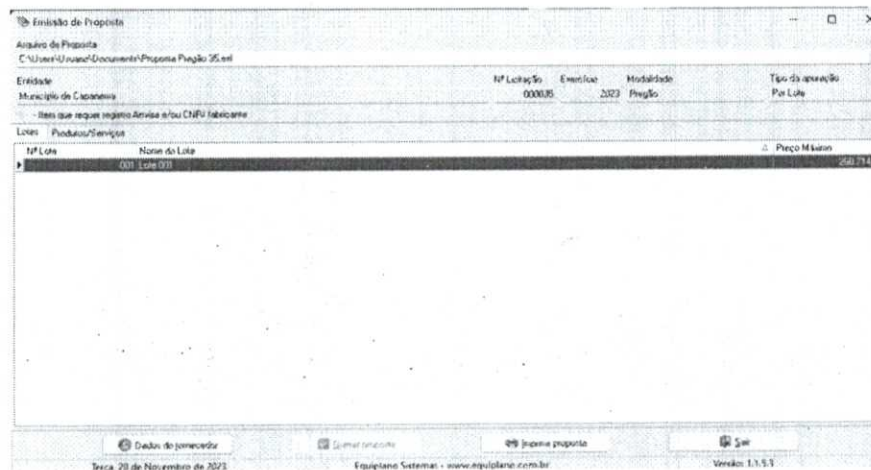 Emissão de Proposta
Arquivo de Proposta
C:\Users\Usuario\Documents\Proposta Pregão 35.esl
Entidade Nº Licitação Exercício Modalidade Tipo da apuração
Município de Capanema 000035 2023 Pregão Por Lote
- Item que requer registro Anvisa e/ou CNPJ fabricante
Lotes Produtos/Serviços
Nº Lote Nome do Lote Preço Máximo
001 Lote 001
Dados do fornecedor Imprimir proposta Sair
Terça, 28 de Novembro de 2023 Equiplano Sistemas - www.equiplano.com.br Versão: 1.1.5.1